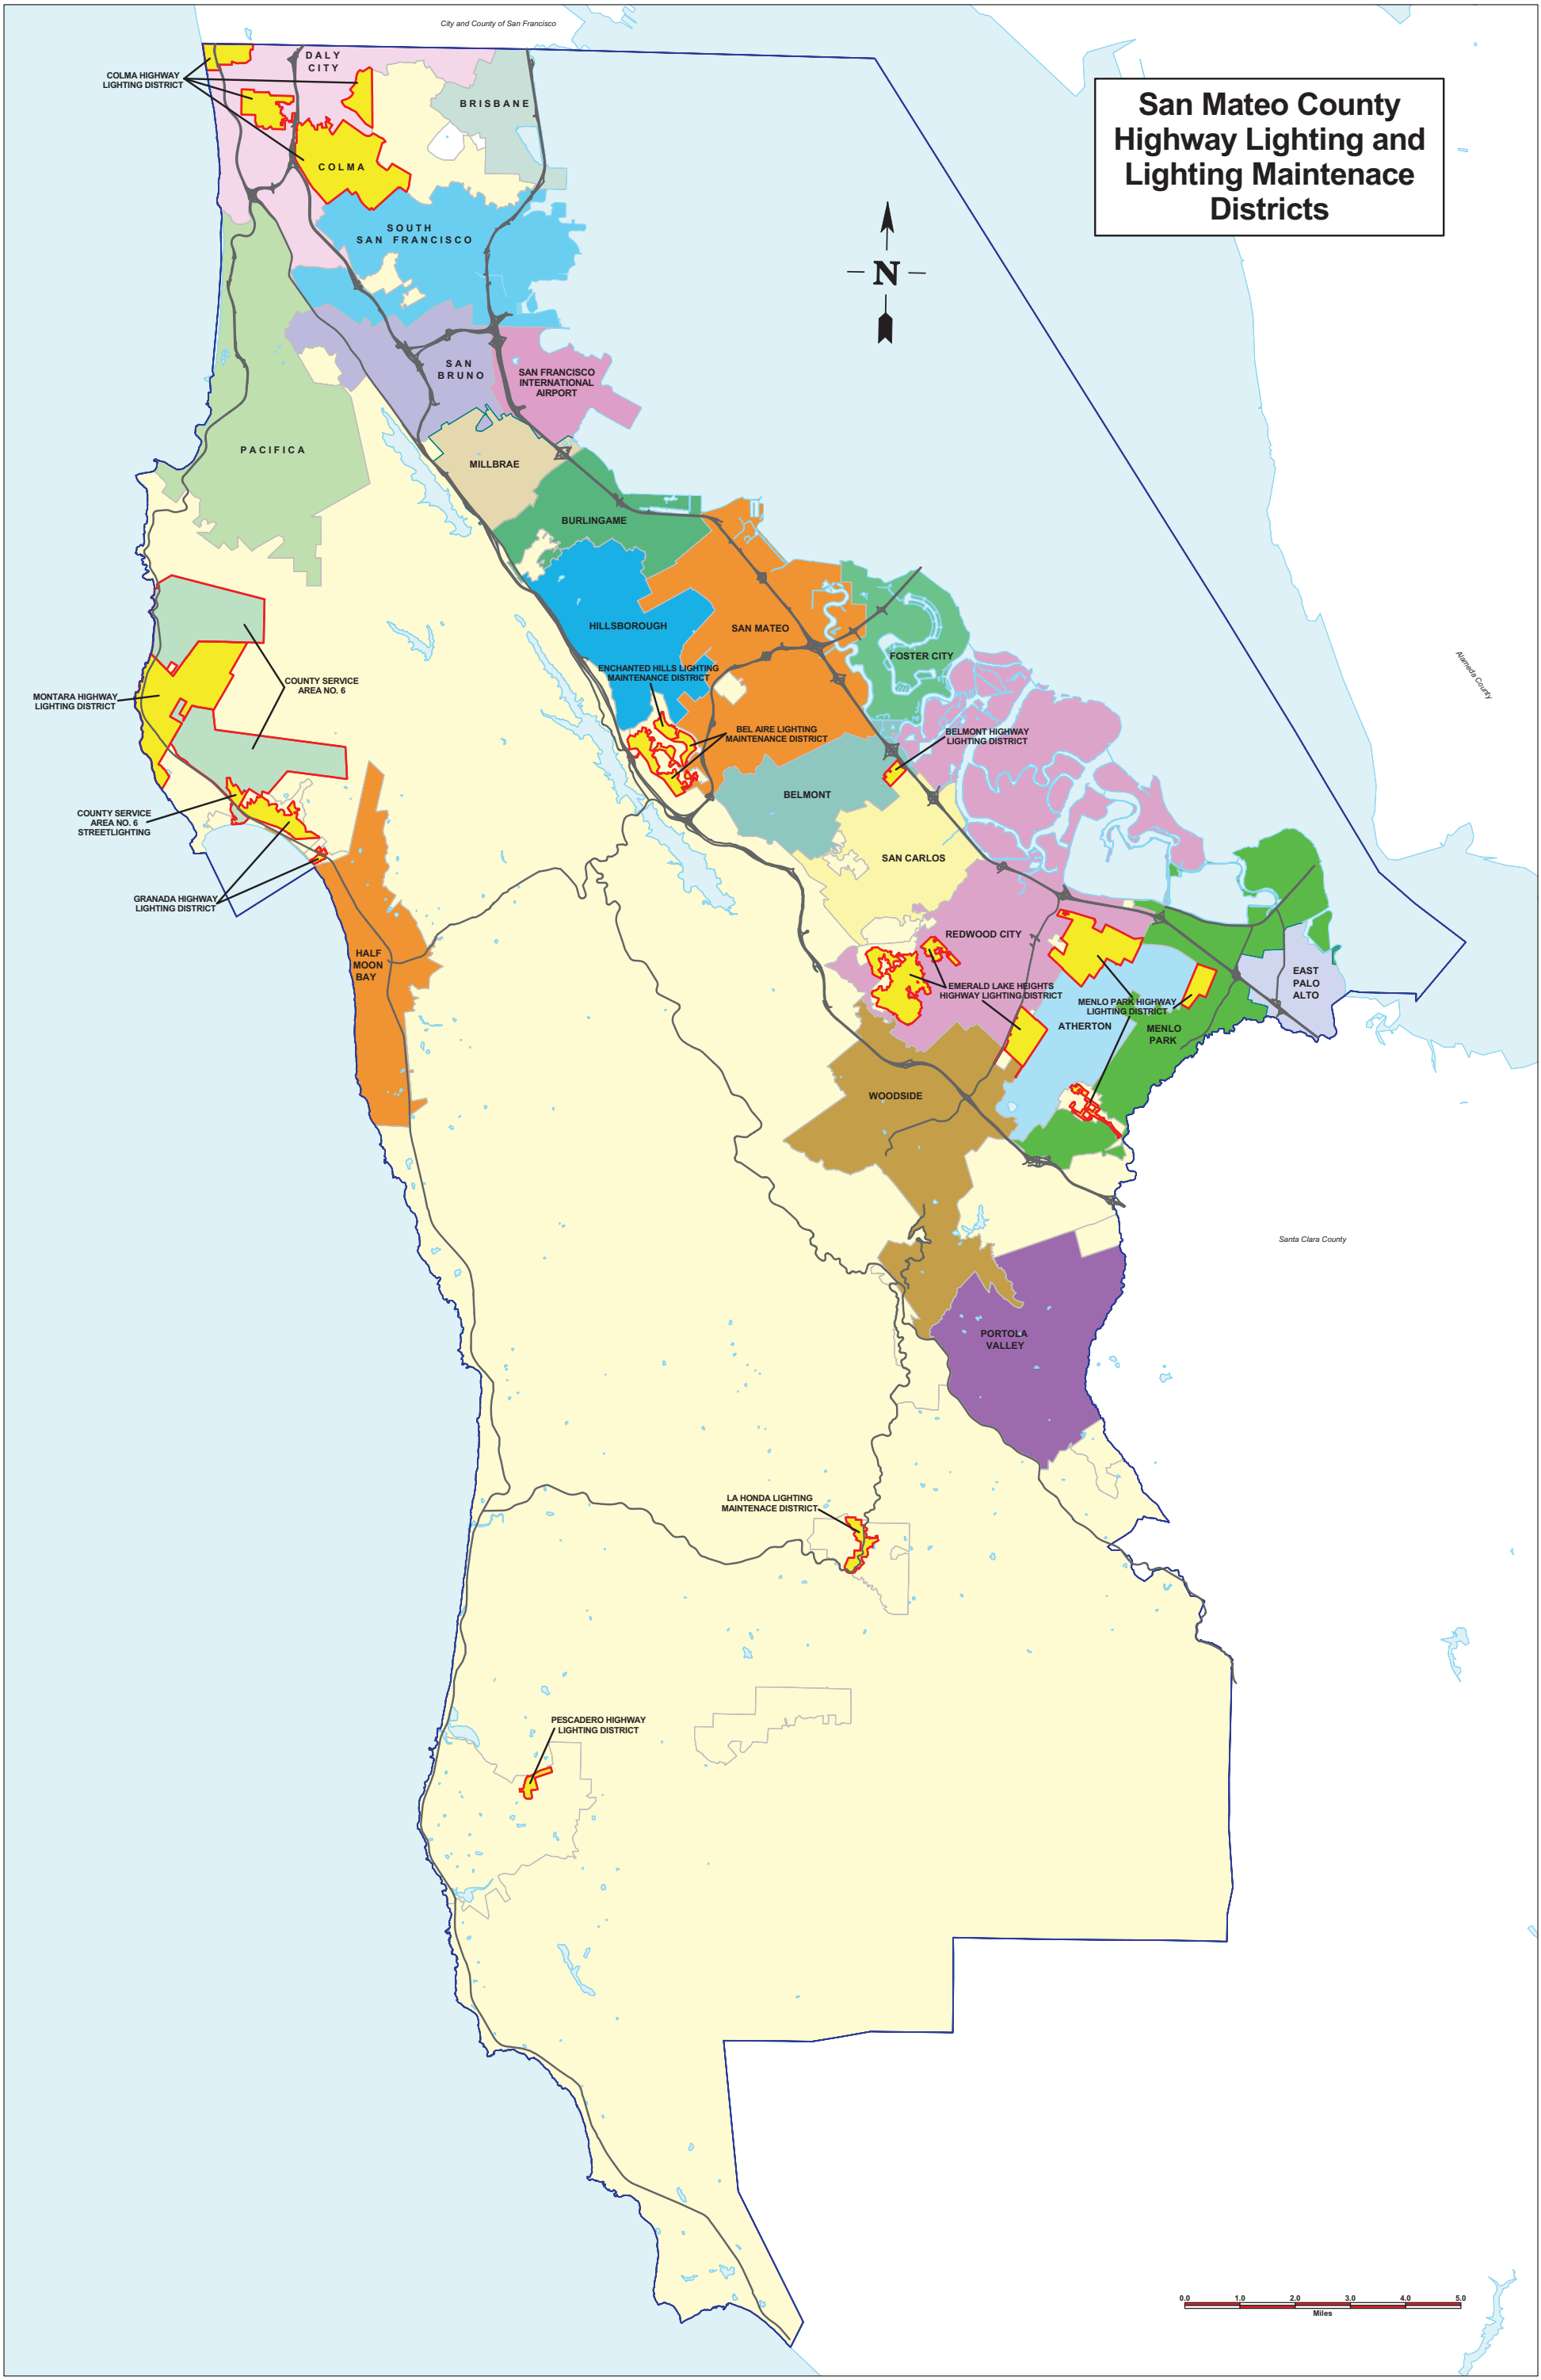 City and County of San Francisco
San Mateo County
Highway Lighting and
Lighting Maintenace
Districts
DALY
CITY
COLMA HIGHWAY
LIGHTING DISTRICT
BRISBANE
COLMA
SOUTH
SAN FRANCISCO
N
SAN
BRUNO
SAN FRANCISCO
INTERNATIONAL
AIRPORT
PACIFICA
MILLBRAE
BURLINGAME
HILLSBOROUGH
SAN MATEO
FOSTER CITY
Alameda County
ENCHANTED HILLS LIGHTING
MAINTENANCE DISTRICT
COUNTY SERVICE
AREA NO. 6
MONTARA HIGHWAY
LIGHTING DISTRICT
BEL AIRE LIGHTING
MAINTENANCE DISTRICT
BELMONT HIGHWAY
LIGHTING DISTRICT
BELMONT
COUNTY SERVICE
AREA NO. 6
STREETLIGHTING
SAN CARLOS
GRANADA HIGHWAY
LIGHTING DISTRICT
REDWOOD CITY
HALF
MOON
BAY
EAST
PALO
ALTO
EMERALD LAKE HEIGHTS
HIGHWAY LIGHTING DISTRICT
MENLO PARK HIGHWAY
LIGHTING DISTRICT
ATHERTON
MENLO
PARK
WOODSIDE
Santa Clara County
PORTOLA
VALLEY
LA HONDA LIGHTING
MAINTENACE DISTRICT
PESCADERO HIGHWAY
LIGHTING DISTRICT
0.0 1.0 2.0 3.0 4.0 5.0
Miles